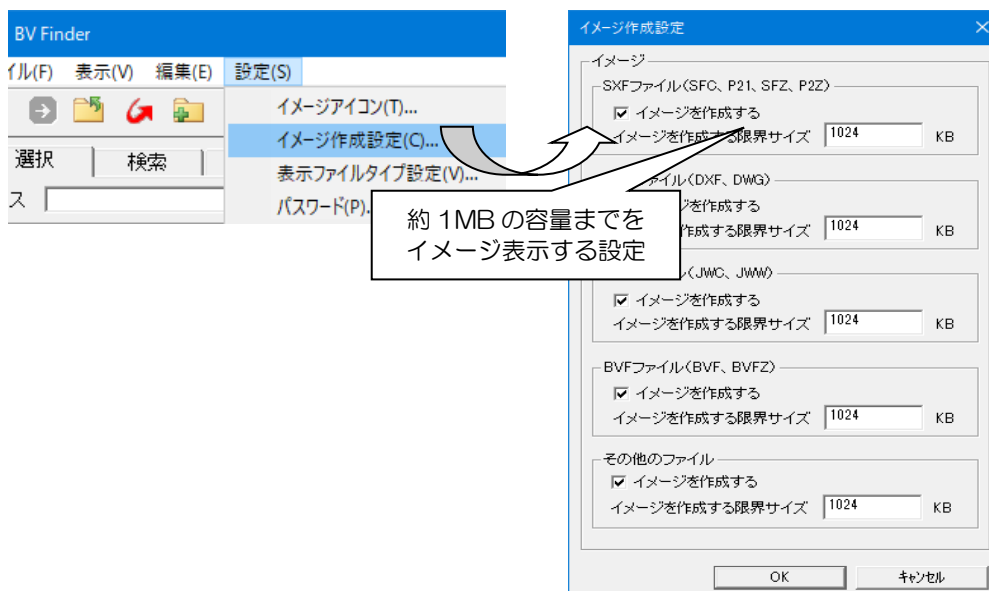 BV Finder
イル(F) 表示(V) 編集(E) 設定(S)
選択 検索
ス
イメージアイコン(T)...
イメージ作成設定(C)...
表示ファイルタイプ設定(V)...
パスワード(P).
約 1MB の容量までを
イメージ表示する設定
イメージ作成設定
イメージ
SXFファイル(SFC、P21、SFZ、P2Z)
イメージを作成する
イメージを作成する限界サイズ 1024 KB
ァイル(DXF、DWG)
ジを作成する
作成する限界サイズ 1024 KB
(JWC、JWW)
イメージを作成する
イメージを作成する限界サイズ 1024 KB
BVFファイル(BVF、BVFZ)
イメージを作成する
イメージを作成する限界サイズ 1024 KB
その他のファイル
イメージを作成する
イメージを作成する限界サイズ 1024 KB
OK キャンセル